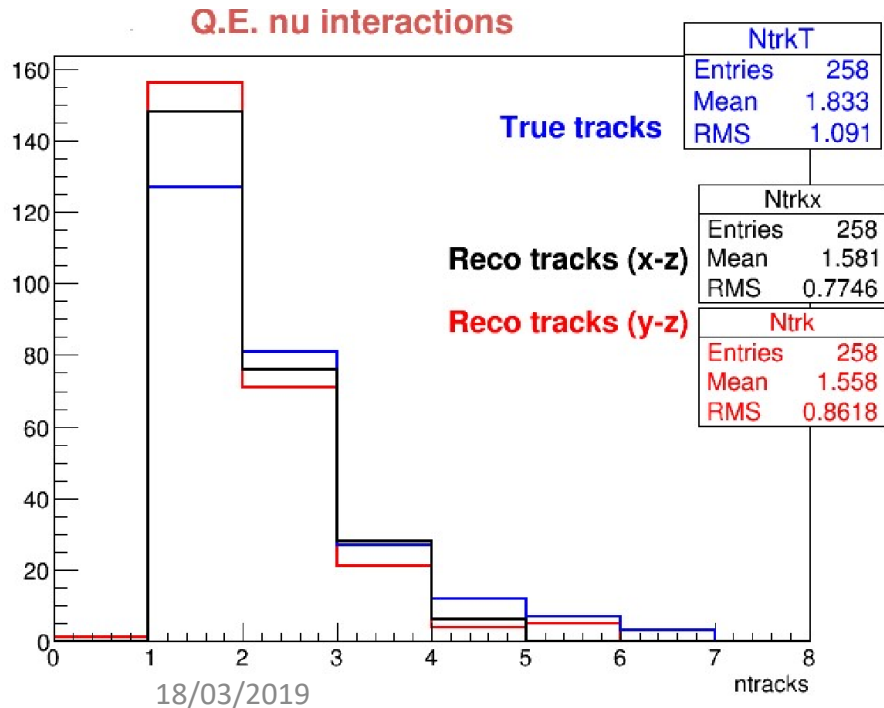 Q.E. nu interactions
NtrkT
Entries 258
Mean 1.833
RMS 1.091
True tracks
Ntrkx
Entries 258
Mean 1.581
RMS 0.7746
Reco tracks (x-z)
Reco tracks (y-z)
Ntrk
Entries 258
Mean 1.558
RMS 0.8618
160
140
120
100
80
60
40
20
0
0 1 2 3 4 5 6 7 8
ntracks
18/03/2019